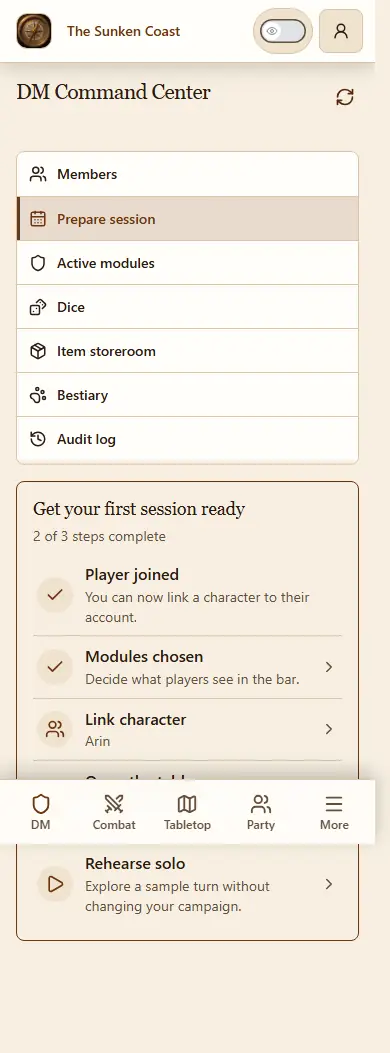 The Sunken Coast
DM Command Center
Members
Prepare session
Active modules
Dice
Item storeroom
Bestiary
Audit log
Get your first session ready
2 of 3 steps complete
Player joined
You can now link a character to their
account.
Modules chosen
Decide what players see in the bar.
Link character
Arin
DM
Combat
Tabletop
Party
More
Rehearse solo
Explore a sample turn without
changing your campaign.